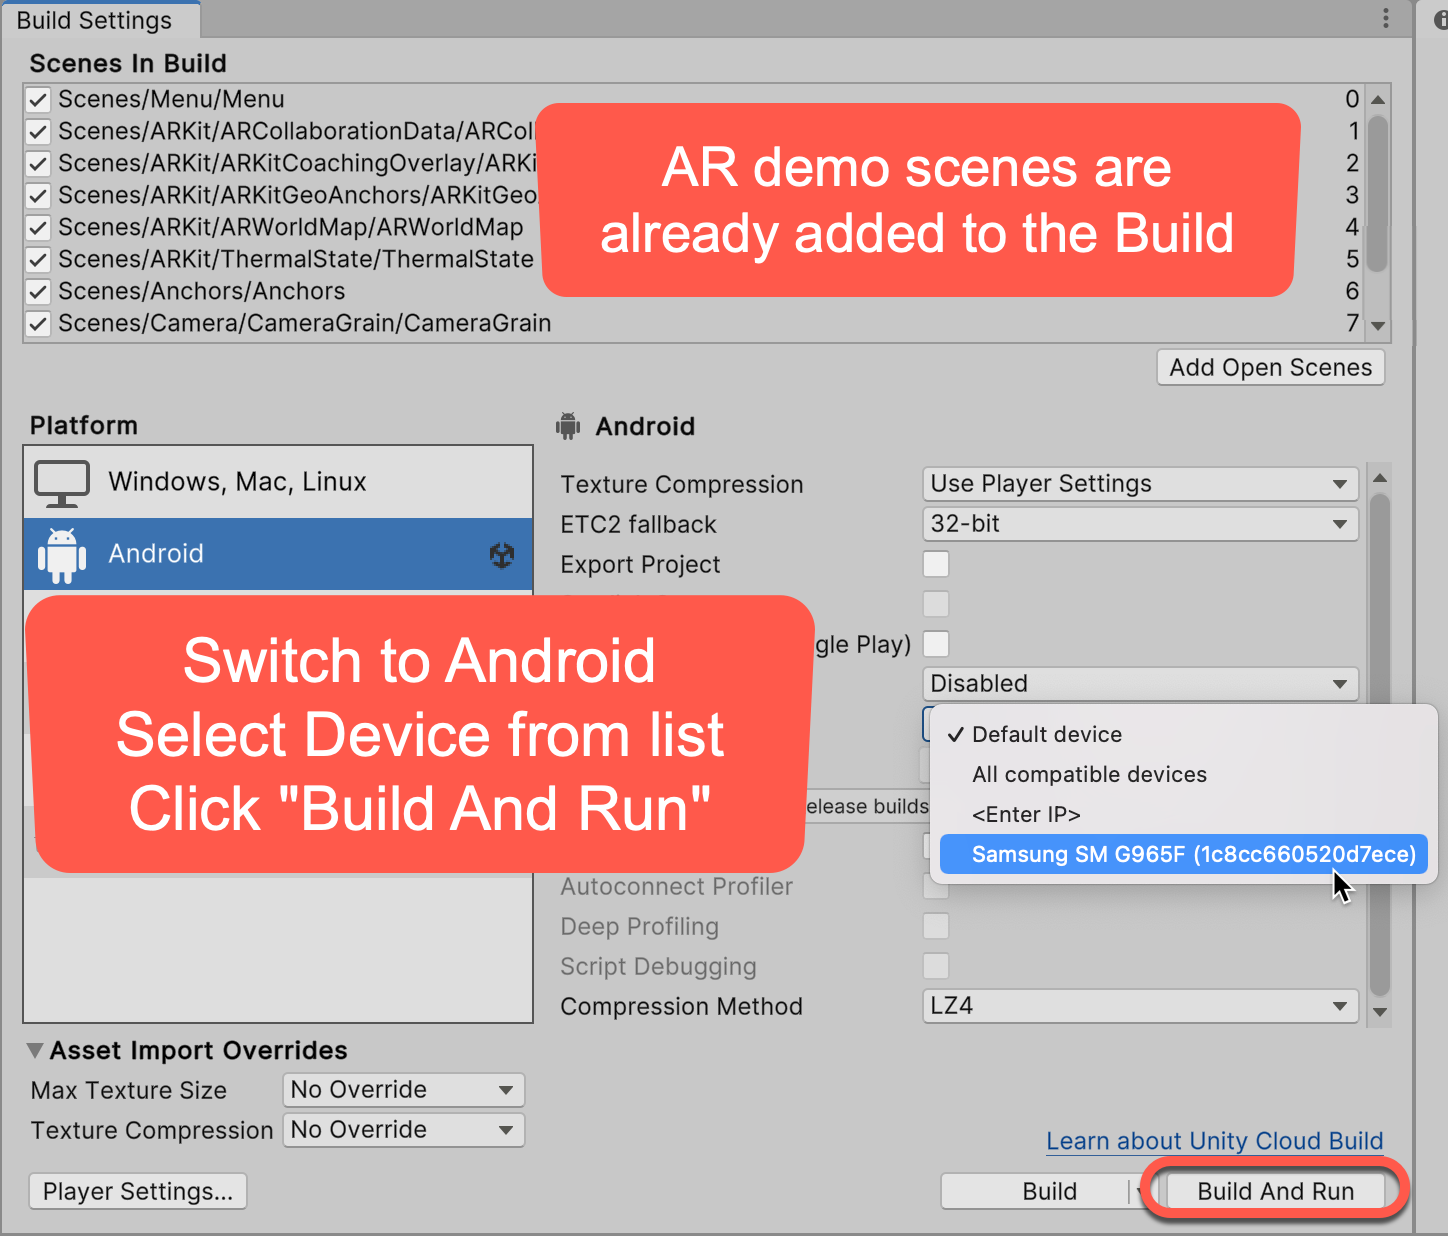 Build Settings
Scenes In Build
Scenes/Menu/Menu 0
Scenes/ARKit/ARCollaborationData/ARCol 1
Scenes/ARKit/ARKitCoachingOverlay/ARKi 2
Scenes/ARKit/ARKitGeoAnchors/ARKitGeo 3
Scenes/ARKit/ARWorldMap/ARWorldMap 4
Scenes/ARKit/ThermalState/ThermalState 5
Scenes/Anchors/Anchors 6
Scenes/Camera/CameraGrain/CameraGrain 7
AR demo scenes are
already added to the Build
Add Open Scenes
Platform
Windows, Mac, Linux
Android
Switch to Android
Select Device from list
Click "Build And Run"
Android
Texture Compression Use Player Settings
ETC2 fallback 32-bit
Export Project
gle Play)
Disabled
Default device
All compatible devices
<Enter IP>
elease builds
Samsung SM G965F (1c8cc660520d7ece)
Autoconnect Profiler
Deep Profiling
Script Debugging
Compression Method LZ4
Asset Import Overrides
Max Texture Size No Override
Texture Compression No Override
Learn about Unity Cloud Build
Player Settings...
Build
Build And Run